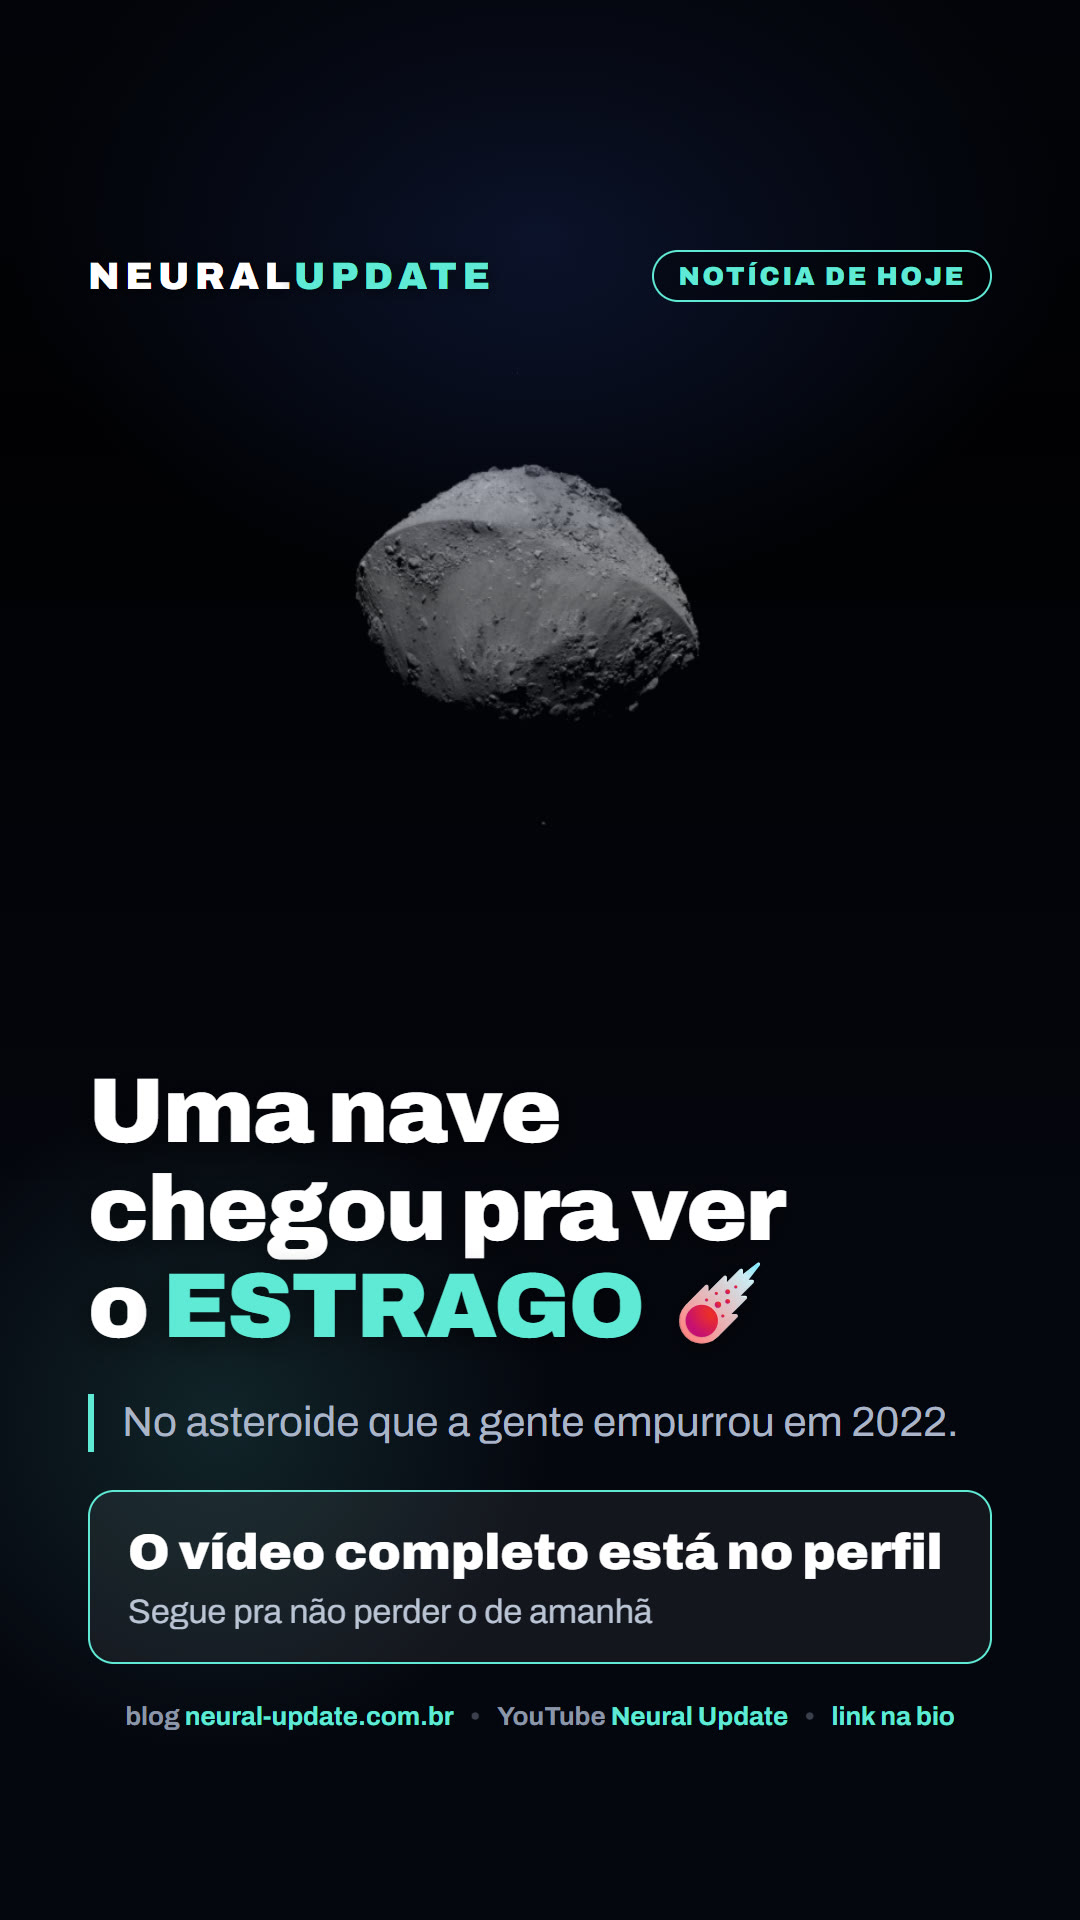 NEURALUPDATE
NOTÍCIA DE HOJE
Uma nave
chegou pra ver
o ESTRAGO ☄️
No asteroide que a gente empurrou em 2022.
O vídeo completo está no perfil
Segue pra não perder o de amanhã
blog neural-update.com.br • YouTube Neural Update • link na bio